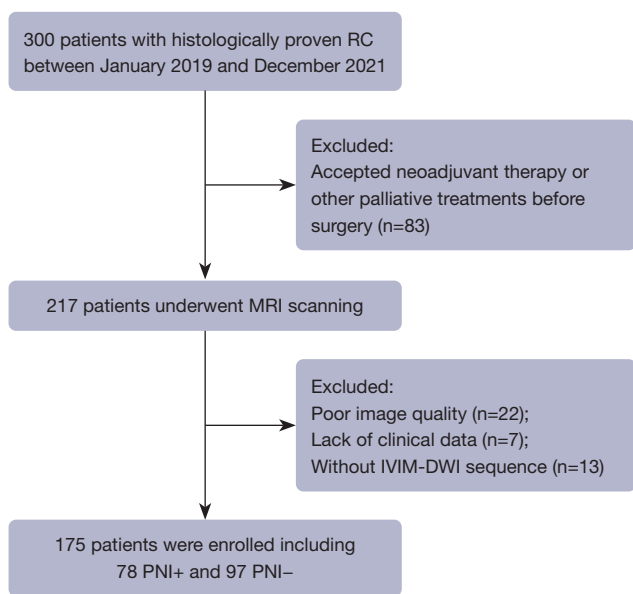 300 patients with histologically proven RC
between January 2019 and December 2021
Excluded:
Accepted neoadjuvant therapy or
other palliative treatments before
surgery (n=83)
217 patients underwent MRI scanning
Excluded:
Poor image quality (n=22);
Lack of clinical data (n=7);
Without IVIM-DWI sequence (n=13)
175 patients were enrolled including
78 PNI+ and 97 PNI−